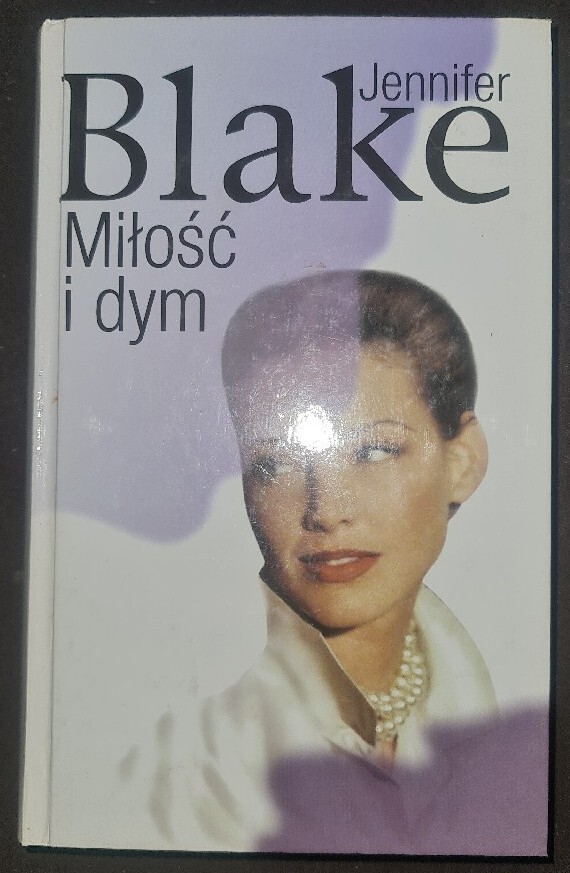 Jennifer
Blake
Miłość
i dym